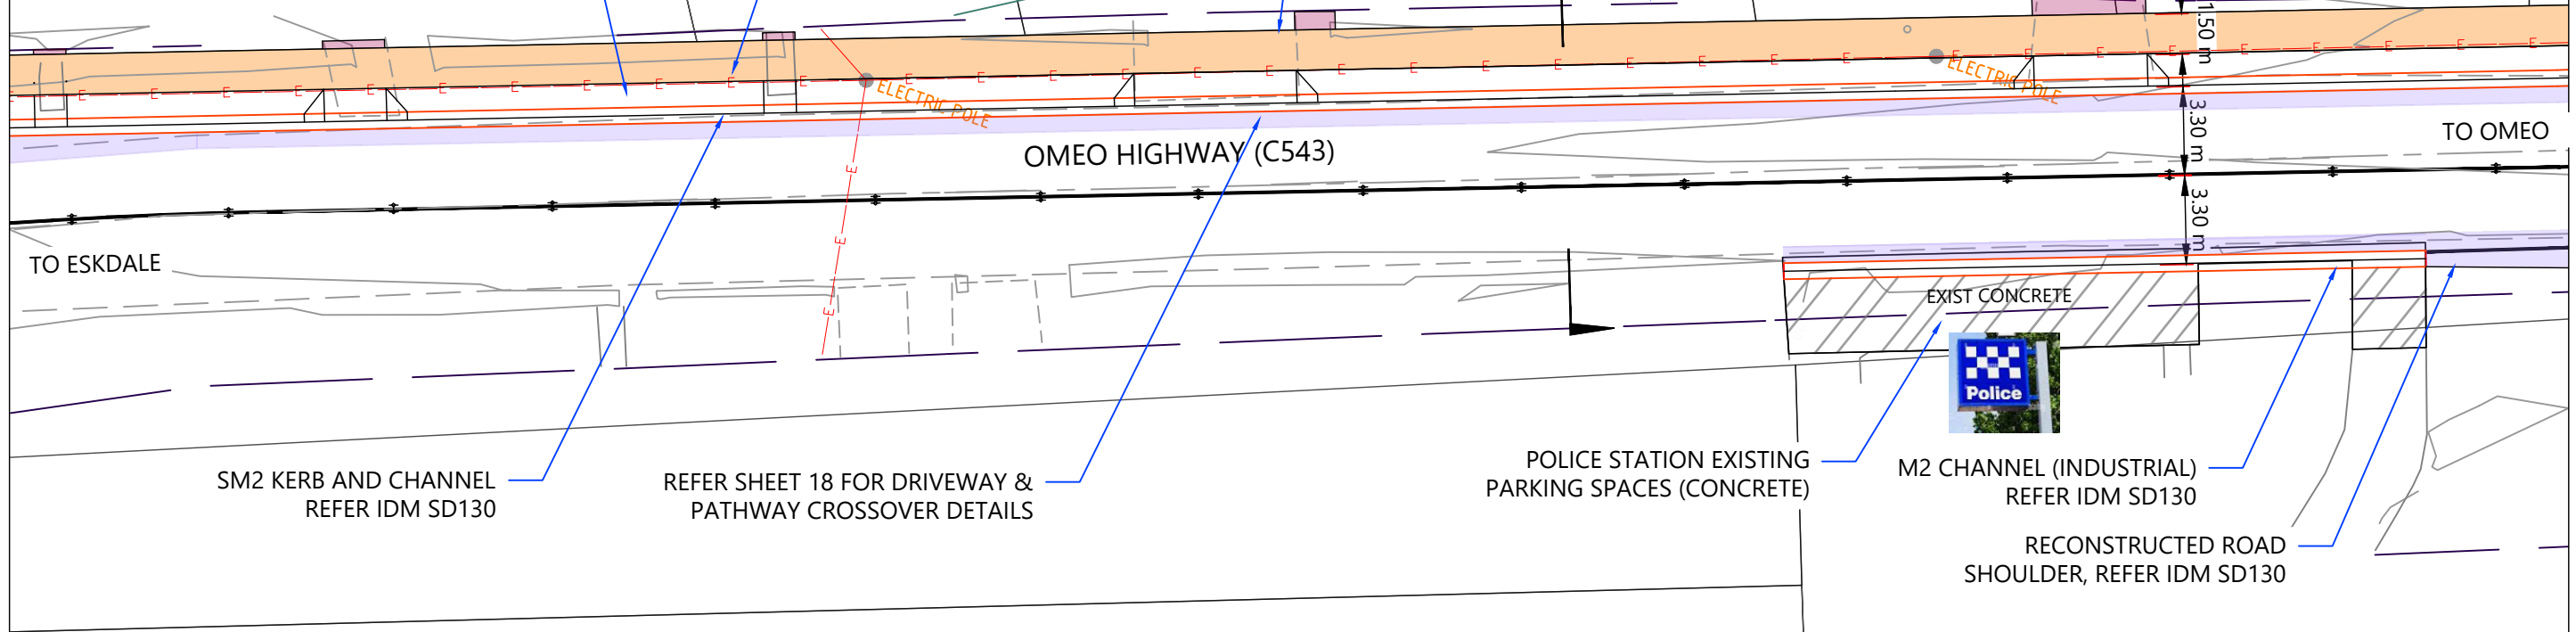 1.50 m
ELECTRIC POLE
ELECTRIC POLE
3.30 m
TO OMEO
OMEO HIGHWAY (C543)
3.30 m
TO ESKDALE
EXIST CONCRETE
Police
SM2 KERB AND CHANNEL
REFER IDM SD130
REFER SHEET 18 FOR DRIVEWAY &
PATHWAY CROSSOVER DETAILS
POLICE STATION EXISTING
PARKING SPACES (CONCRETE)
M2 CHANNEL (INDUSTRIAL)
REFER IDM SD130
RECONSTRUCTED ROAD
SHOULDER, REFER IDM SD130
E E E E E E E E E E E E E E E E E E E E E E E E E E E E E E E E E E E
E
E
E